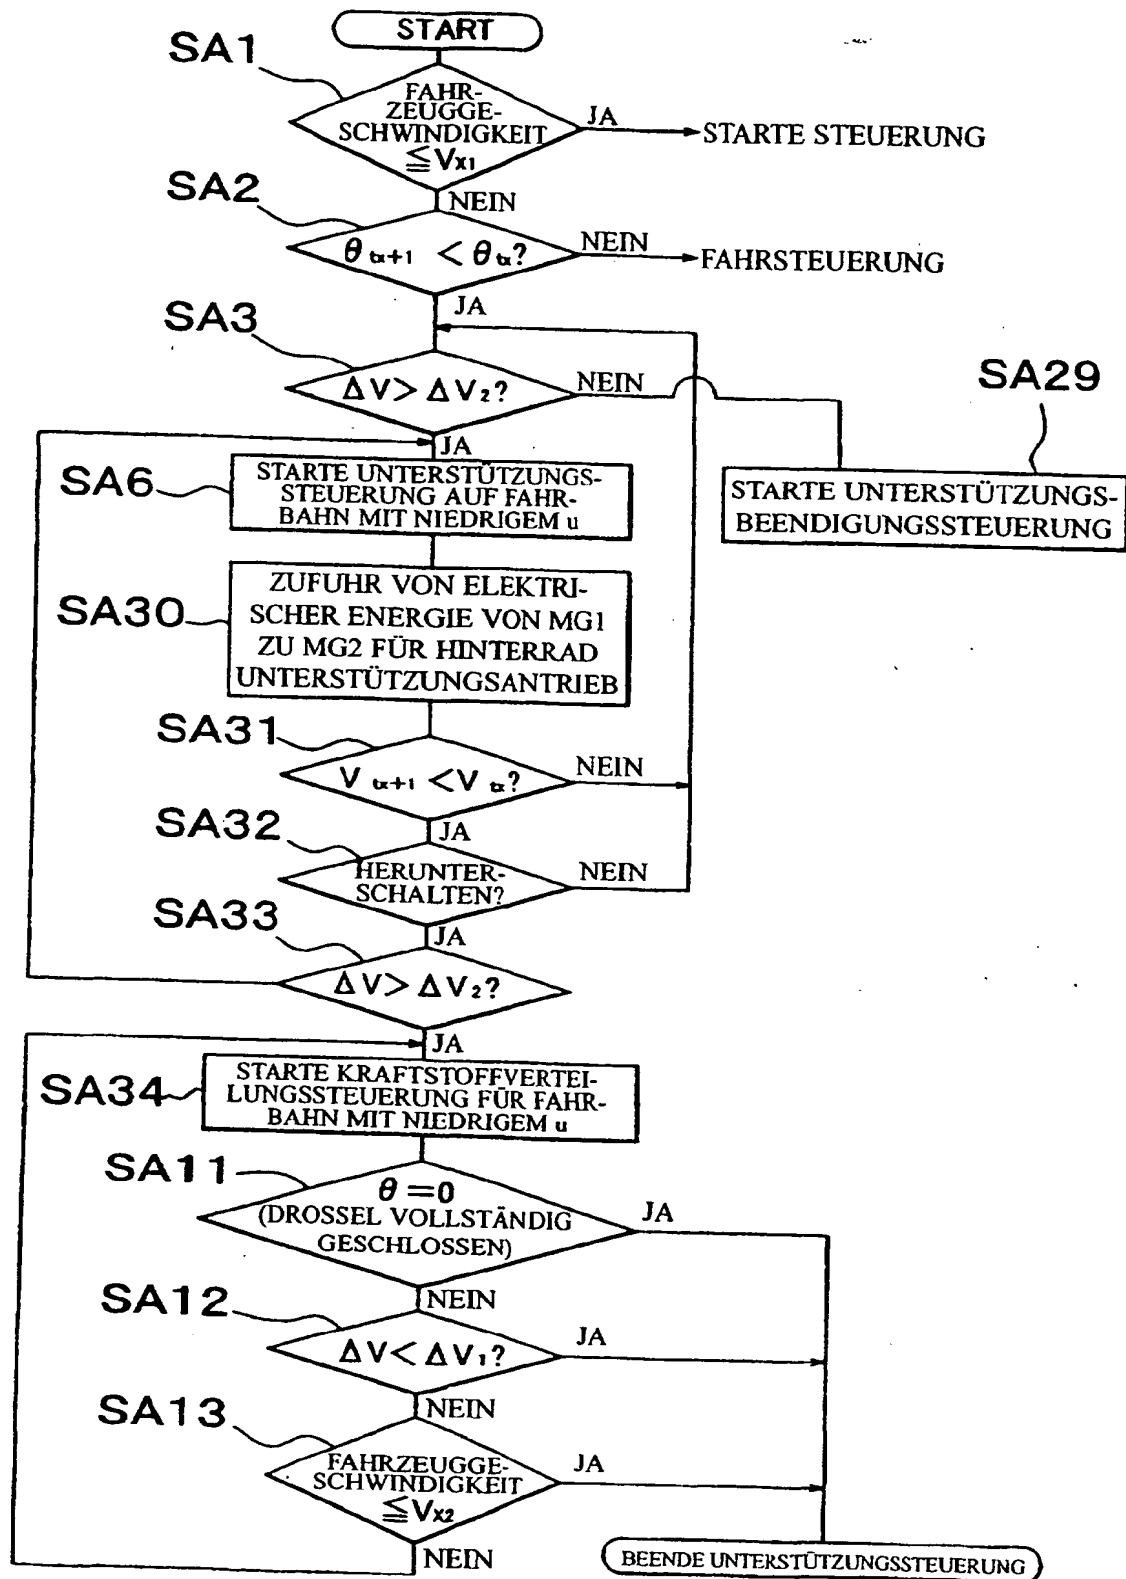 START
SA1
FAHR-
ZEUGGE-
SCHWINDIGKEIT
≦Vx1
JA
STARTE STEUERUNG
NEIN
SA2
θtx+1 <θtx?
NEIN
FAHRSTEUERUNG
JA
SA3
ΔV> ΔV2?
NEIN
SA29
JA
SA6
STARTE UNTERSTÜTZUNGS-
STEUERUNG AUF FAHR-
BAHN MIT NIEDRIGEM u
STARTE UNTERSTÜTZUNGS-
BEENDIGUNGSSTEUERUNG
SA30
ZUFUHR VON ELEKTRI-
SCHER ENERGIE VON MG1
ZU MG2 FÜR HINTERRAD
UNTERSTÜTZUNGSANTRIEB
SA31
Vtx+1 <Vtx?
NEIN
JA
SA32
HERUNTER-
SCHALTEN?
NEIN
JA
SA33
ΔV> ΔV2?
JA
SA34
STARTE KRAFTSTOFFVERTEI-
LUNGSSTEUERUNG FÜR FAHR-
BAHN MIT NIEDRIGEM u
SA11
θ=0
(DROSSEL VOLLSTÄNDIG
GESCHLOSSEN)
JA
NEIN
SA12
ΔV< ΔV1?
JA
NEIN
SA13
FAHRZEUGGE-
SCHWINDIGKEIT
≦Vx2
JA
NEIN
BEENDE UNTERSTÜTZUNGSSTEUERUNG